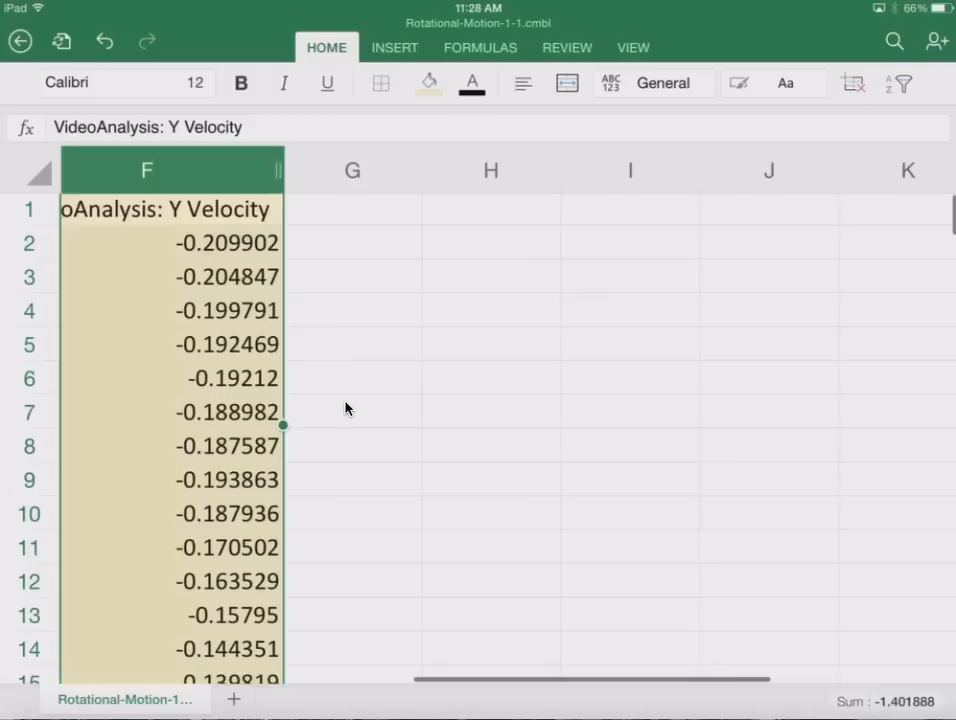 iPad 11:28 AM 66%
Rotational-Motion-1-1.cmbl
HOME INSERT FORMULAS REVIEW VIEW
Calibri 12 B I U A ABC 123 General Aa A Z
fx VideoAnalysis: Y Velocity
F G H I J K
1 oAnalysis: Y Velocity
2 -0.209902
3 -0.204847
4 -0.199791
5 -0.192469
6 -0.19212
7 -0.188982
8 -0.187587
9 -0.193863
10 -0.187936
11 -0.170502
12 -0.163529
13 -0.15795
14 -0.144351
15 -0.139819
Rotational-Motion-1... + Sum : -1.401888